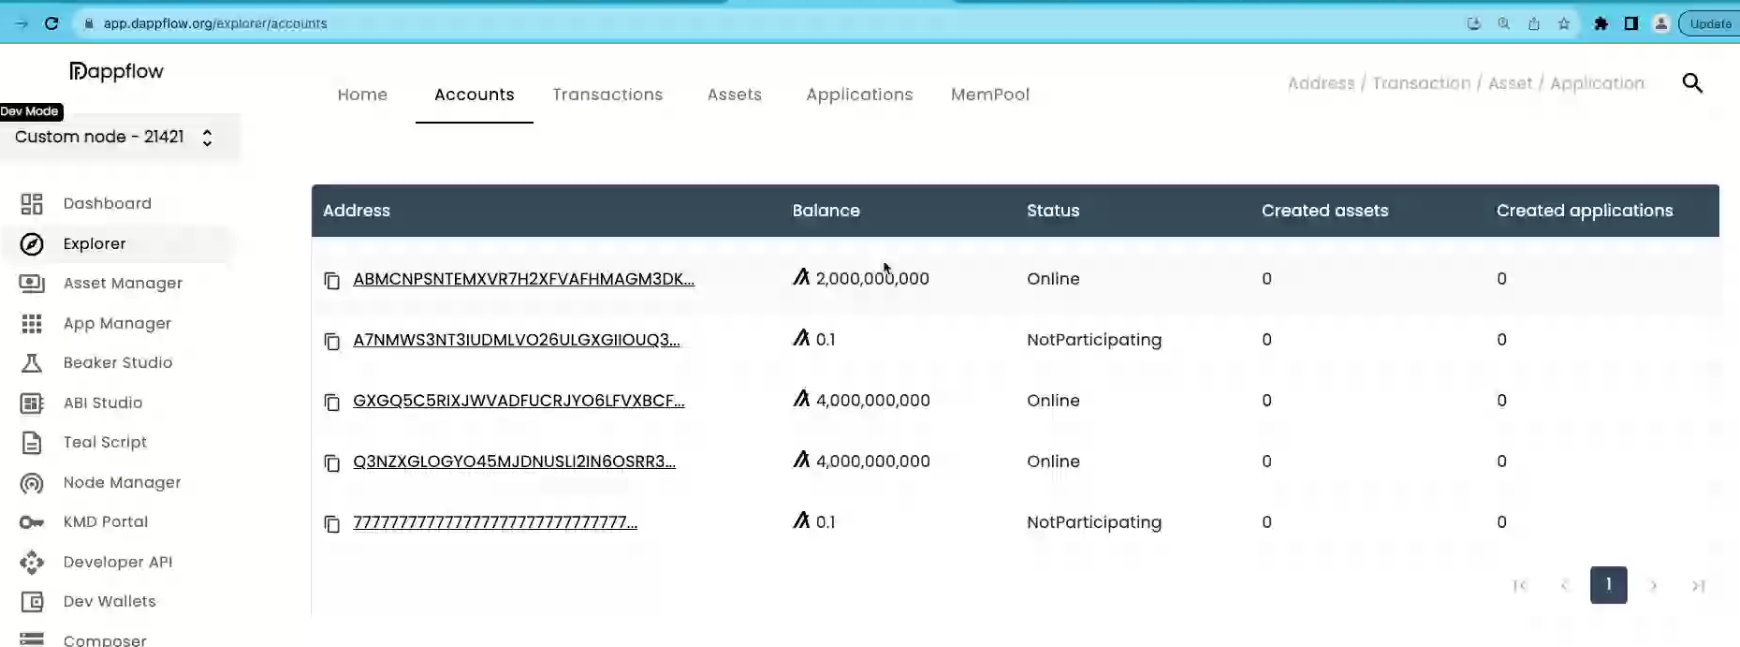 app.dappflow.org/explorer/accounts
Update
Dappflow
Home Accounts Transactions Assets Applications MemPool
Address / Transaction / Asset / Application
Dev Mode
Custom node - 21421
Dashboard
Explorer
Asset Manager
App Manager
Beaker Studio
ABI Studio
Teal Script
Node Manager
KMD Portal
Developer API
Dev Wallets
Composer
Address Balance Status Created assets Created applications
ABMCNPSNTEMXVR7H2XFVAFHMAGM3DK... 2,000,000,000 Online 0 0
A7NMWS3NT3IUDMLVO26ULGXGIIOUQ3... 0.1 NotParticipating 0 0
GXGQ5C5RIXJWVADFUCRJYO6LFVXBCF... 4,000,000,000 Online 0 0
Q3NZXGLOGYO45MJDNUSLI2IN6OSRR3... 4,000,000,000 Online 0 0
777777777777777777777777777777... 0.1 NotParticipating 0 0
1